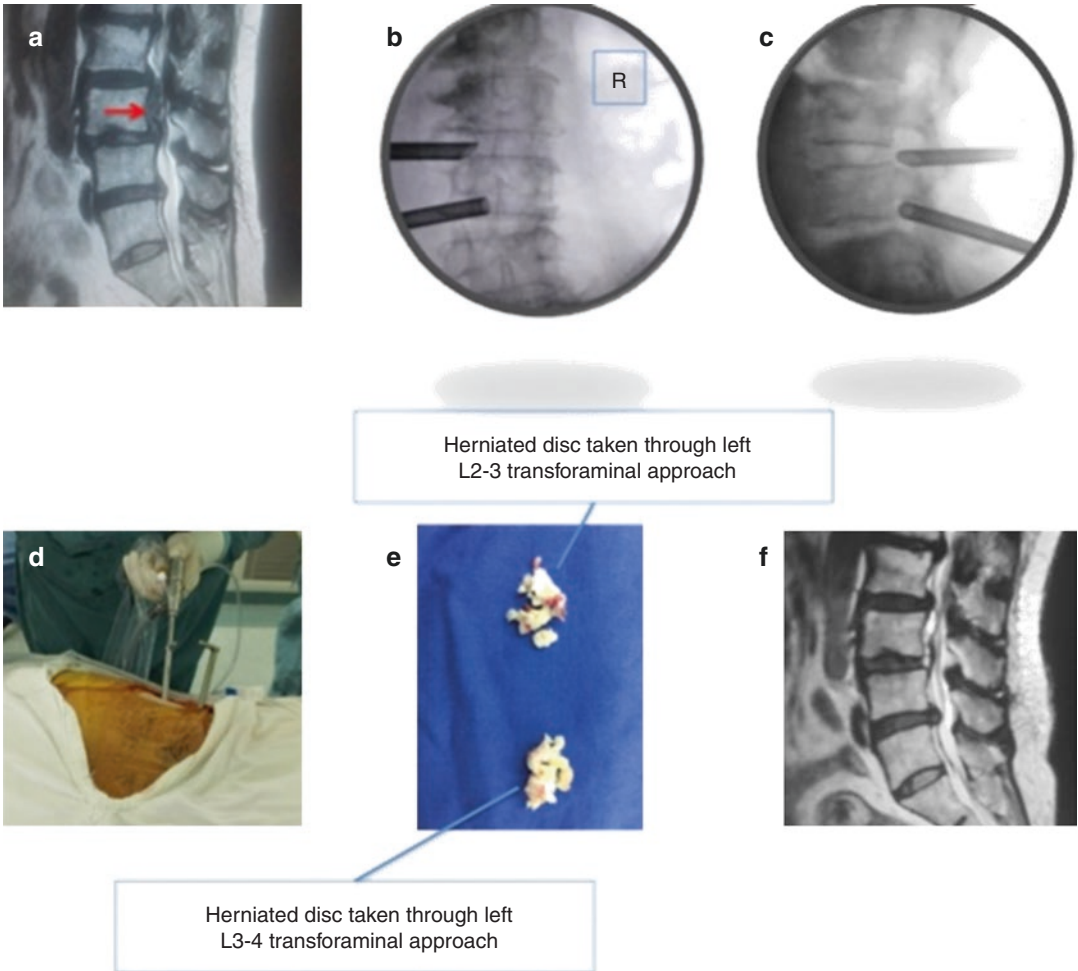 a
b
R
c
Herniated disc taken through left
L2-3 transforaminal approach
d
e
f
Herniated disc taken through left
L3-4 transforaminal approach